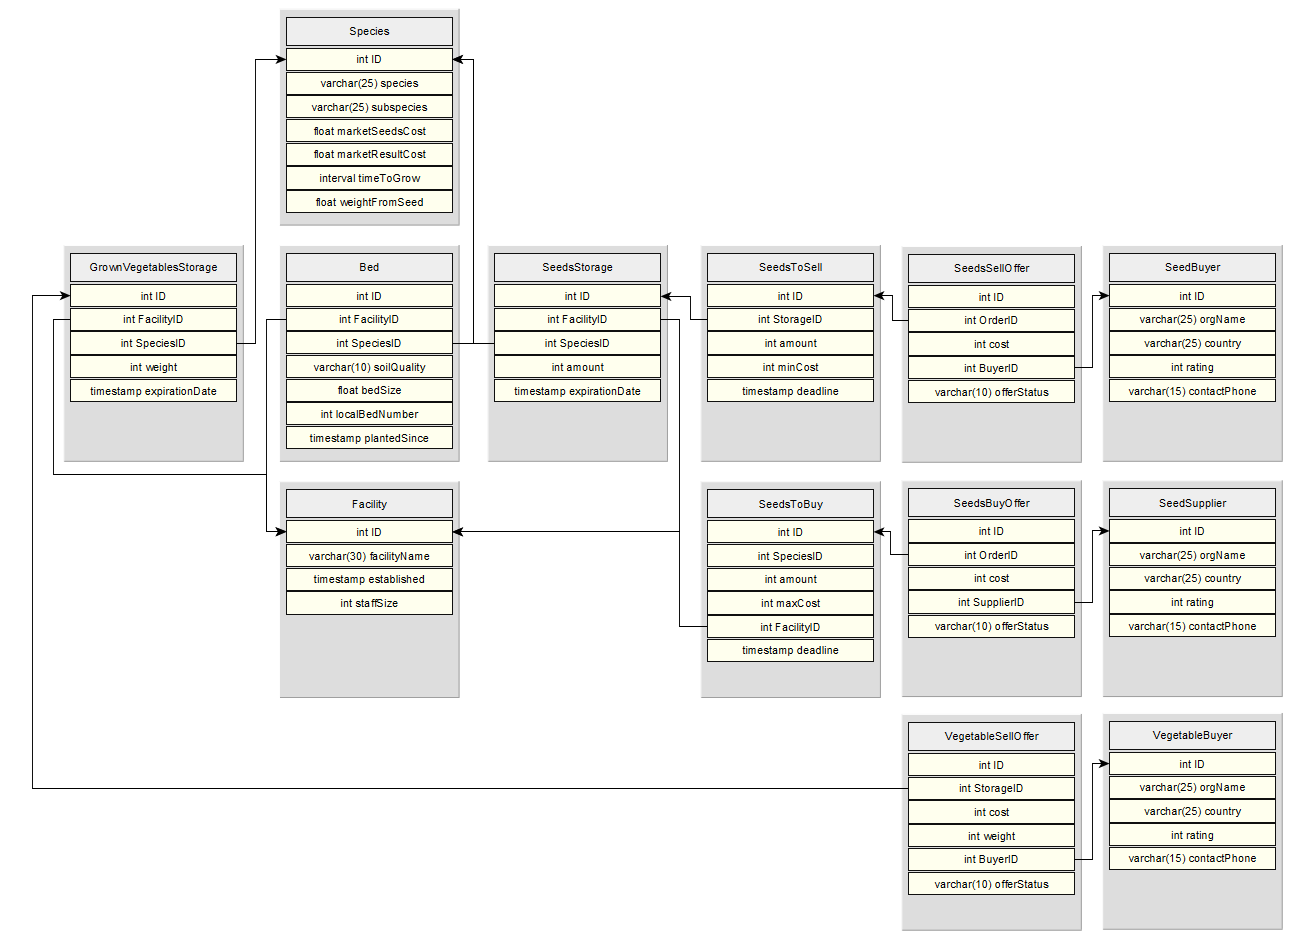 Species
int ID
varchar(25) species
varchar(25) subspecies
float marketSeedsCost
float marketResultCost
interval timeToGrow
float weightFromSeed
GrownVegetablesStorage
int ID
int FacilityID
int SpeciesID
int weight
timestamp expirationDate
Bed
int ID
int FacilityID
int SpeciesID
varchar(10) soilQuality
float bedSize
int localBedNumber
timestamp plantedSince
SeedsStorage
int ID
int FacilityID
int SpeciesID
int amount
timestamp expirationDate
SeedsToSell
int ID
int StorageID
int amount
int minCost
timestamp deadline
SeedsSellOffer
int ID
int OrderID
int cost
int BuyerID
varchar(10) offerStatus
SeedBuyer
int ID
varchar(25) orgName
varchar(25) country
int rating
varchar(15) contactPhone
Facility
int ID
varchar(30) facilityName
timestamp established
int staffSize
SeedsToBuy
int ID
int SpeciesID
int amount
int maxCost
int FacilityID
timestamp deadline
SeedsBuyOffer
int ID
int OrderID
int cost
int SupplierID
varchar(10) offerStatus
SeedSupplier
int ID
varchar(25) orgName
varchar(25) country
int rating
varchar(15) contactPhone
VegetableSellOffer
int ID
int StorageID
int cost
int weight
int BuyerID
varchar(10) offerStatus
VegetableBuyer
int ID
varchar(25) orgName
varchar(25) country
int rating
varchar(15) contactPhone